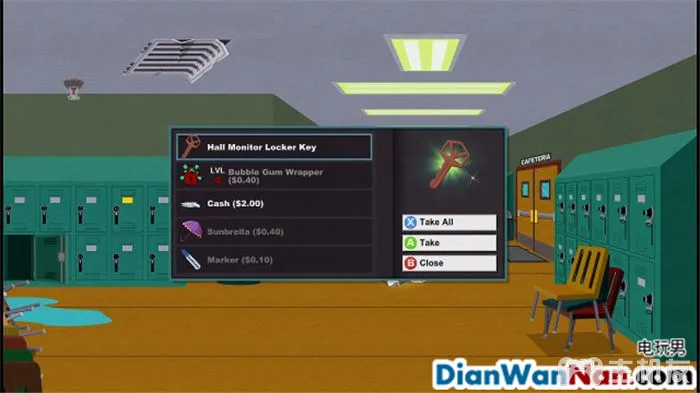 CAFETERIA
Hall Monitor Locker Key
LVL
Bubble Gum Wrapper
($0.40)
Cash ($2.00)
Sunbrella ($0.40)
Marker ($0.10)
X Take All
A Take
B Close
电玩男
DianWanNan.com